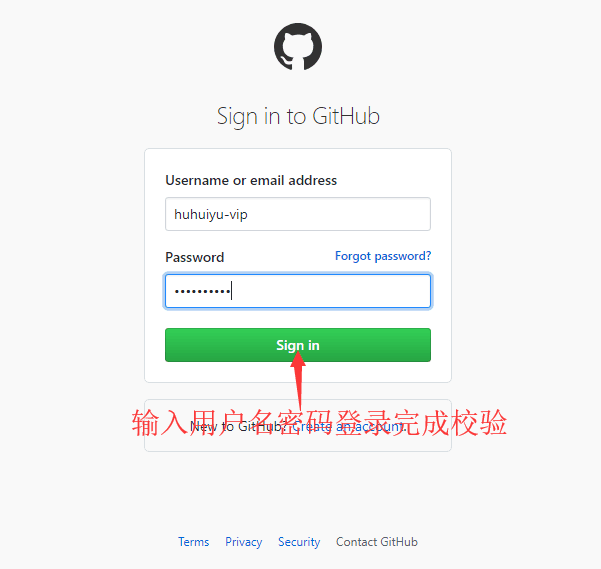 Sign in to GitHub
Username or email address
huhuiyu-vip
Password Forgot password?
••••••••••
Sign in
输入用户名密码登录完成校验
New to GitHub? Create an account.
Terms Privacy Security Contact GitHub